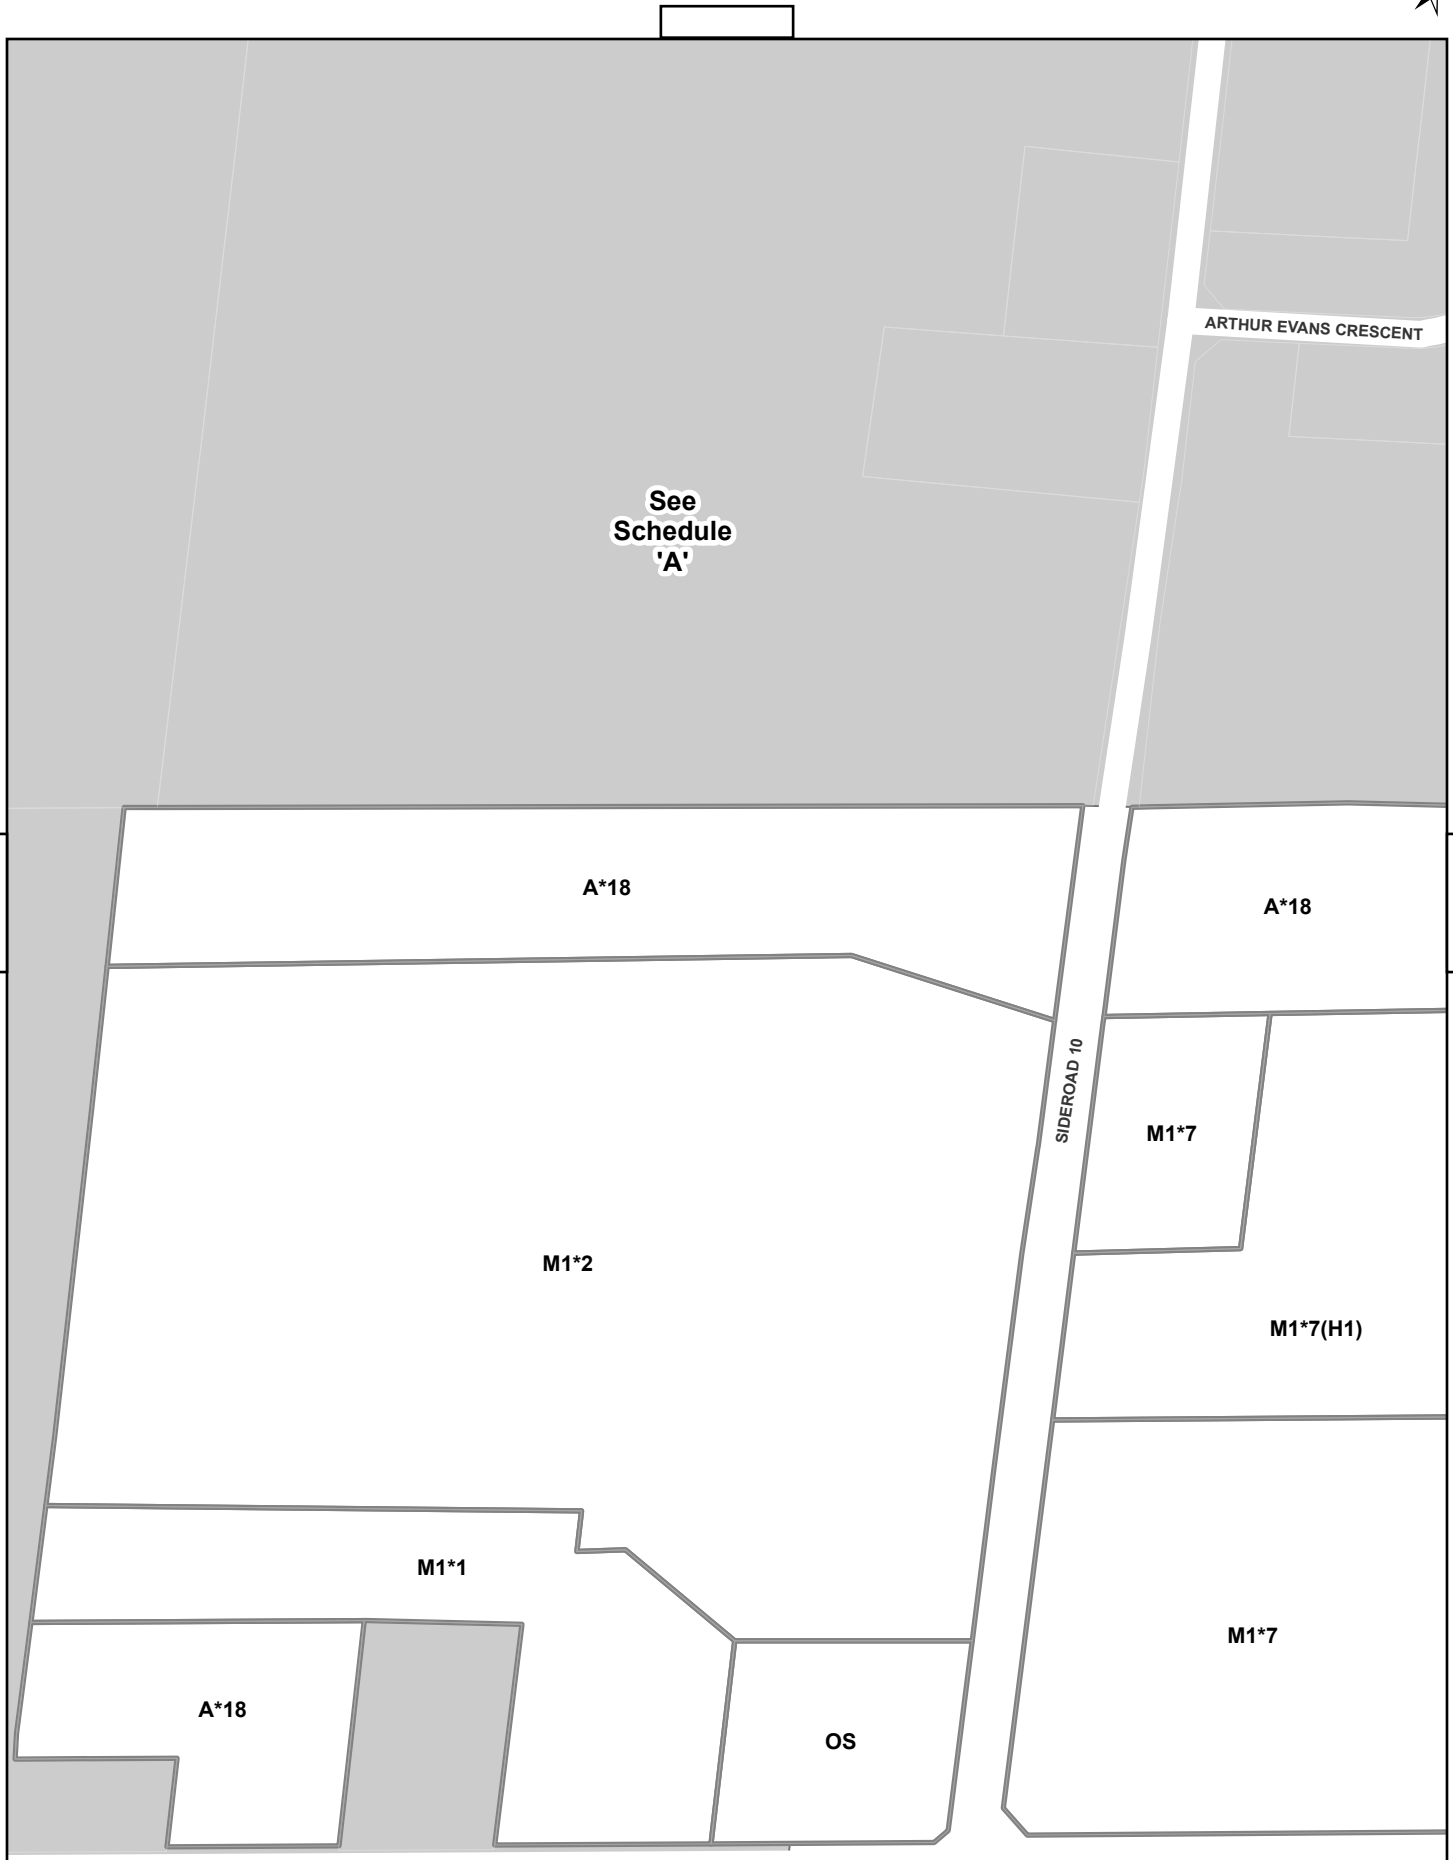 ARTHUR EVANS CRESCENT
See
Schedule
'A'
A*18
A*18
SIDEROAD 10
M1*7
M1*2
M1*7(H1)
M1*1
M1*7
A*18
OS